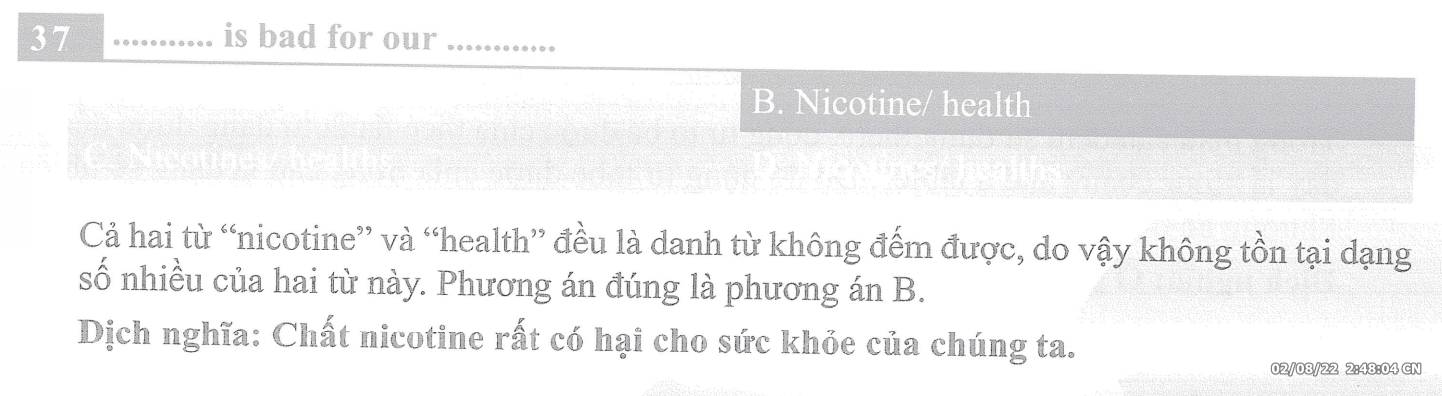 37 ............ is bad for our .............
B. Nicotine/ health
C. Nicotines/ healths
D. Nicotines/ healths
Cả hai từ “nicotine” và “health” đều là danh từ không đếm được, do vậy không tồn tại dạng
số nhiều của hai từ này. Phương án đúng là phương án B.
Dịch nghĩa: Chất nicotine rất có hại cho sức khỏe của chúng ta.
02/08/22 2:48:04 CN